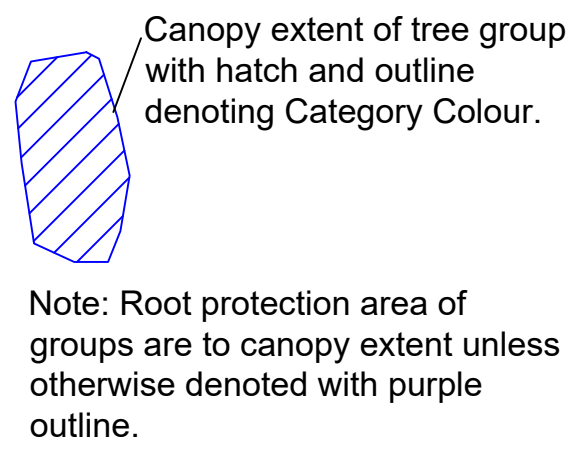 Canopy extent of tree group
with hatch and outline
denoting Category Colour.
Note: Root protection area of
groups are to canopy extent unless
otherwise denoted with purple
outline.